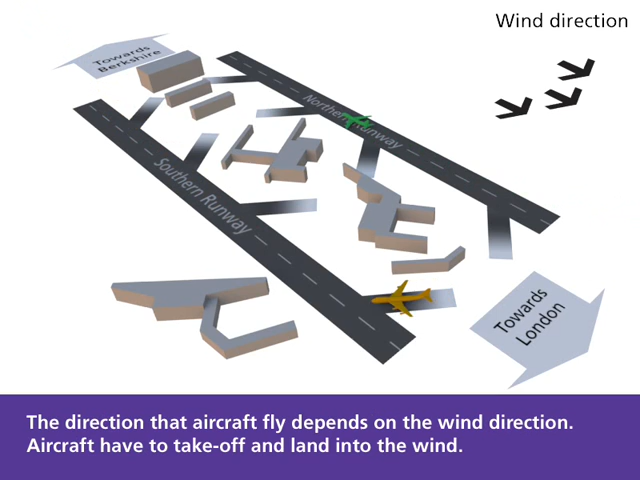 Wind direction
Towards
Berkshire
Northern Runway
Southern Runway
Towards
London
The direction that aircraft fly depends on the wind direction.
Aircraft have to take-off and land into the wind.